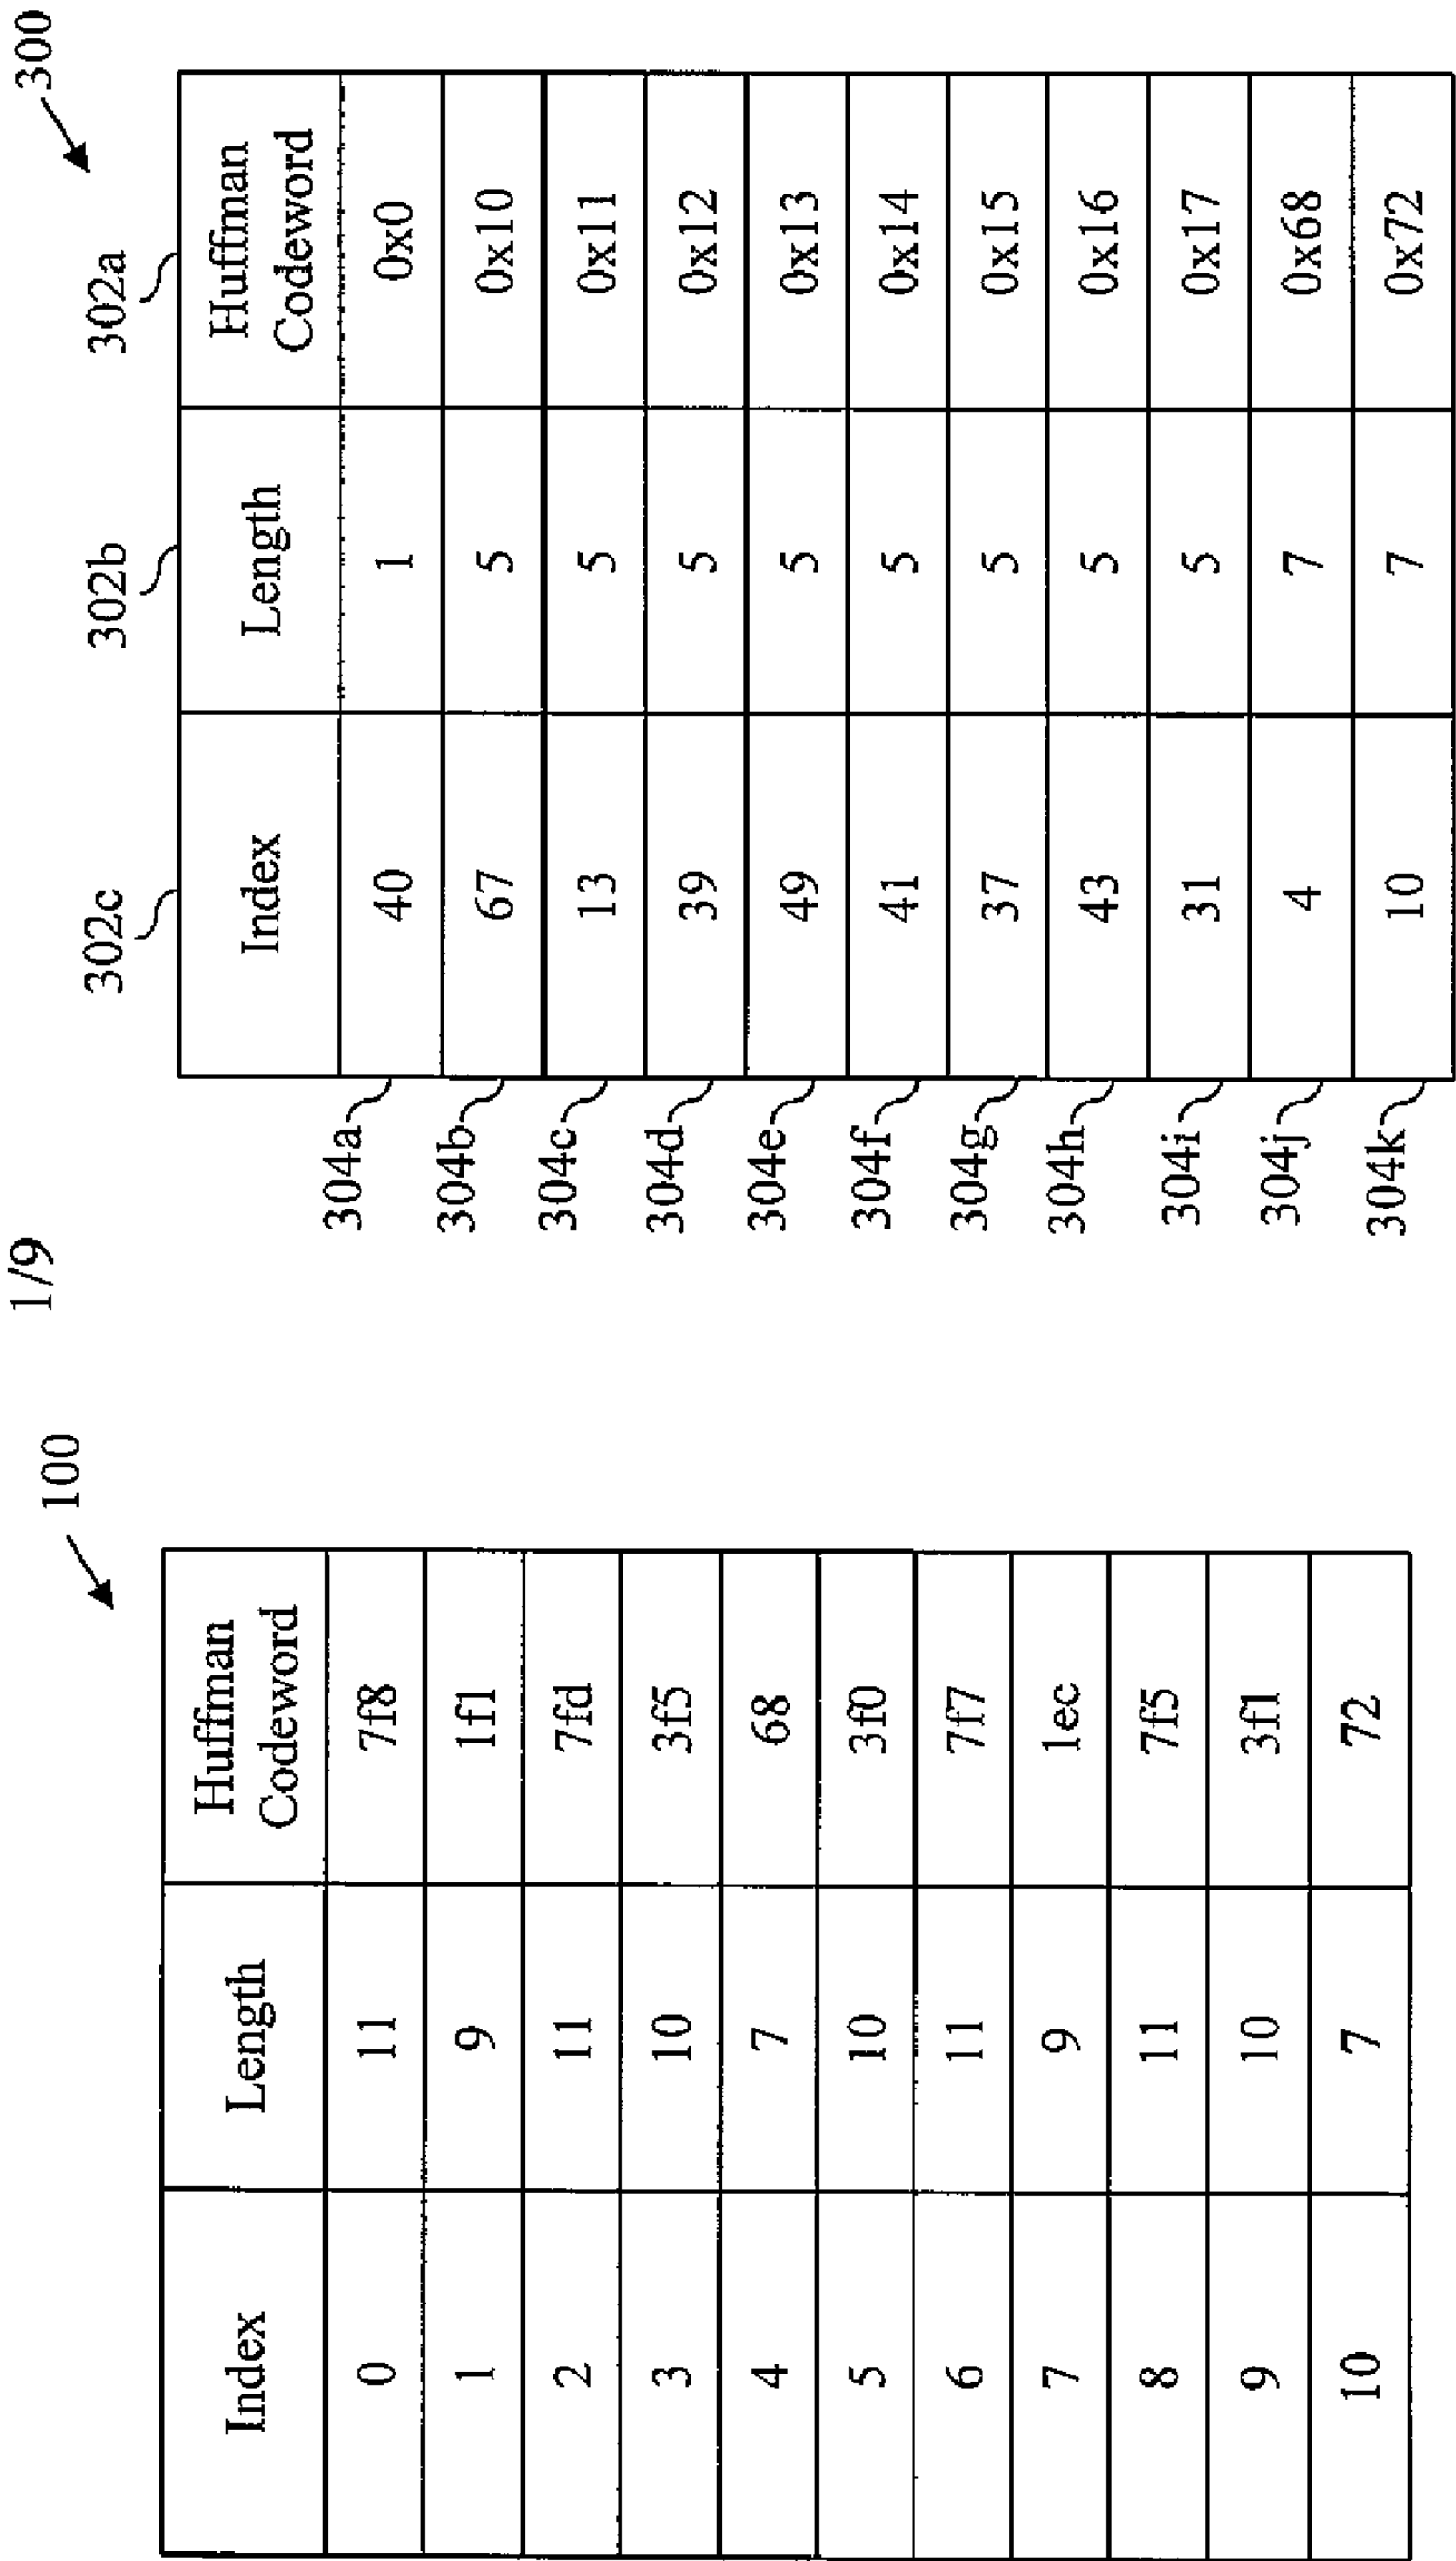 1/9
100
Index Length Huffman Codeword
0 11 7f8
1 9 1f1
2 11 7fd
3 10 3f5
4 7 68
5 10 3f0
6 11 7f7
7 9 1ec
8 11 7f5
9 10 3f1
10 7 72
300
302c 302b 302a
Index Length Huffman Codeword
304a 40 1 0x0
304b 67 5 0x10
304c 13 5 0x11
304d 39 5 0x12
304e 49 5 0x13
304f 41 5 0x14
304g 37 5 0x15
304h 43 5 0x16
304i 31 5 0x17
304j 4 7 0x68
304k 10 7 0x72